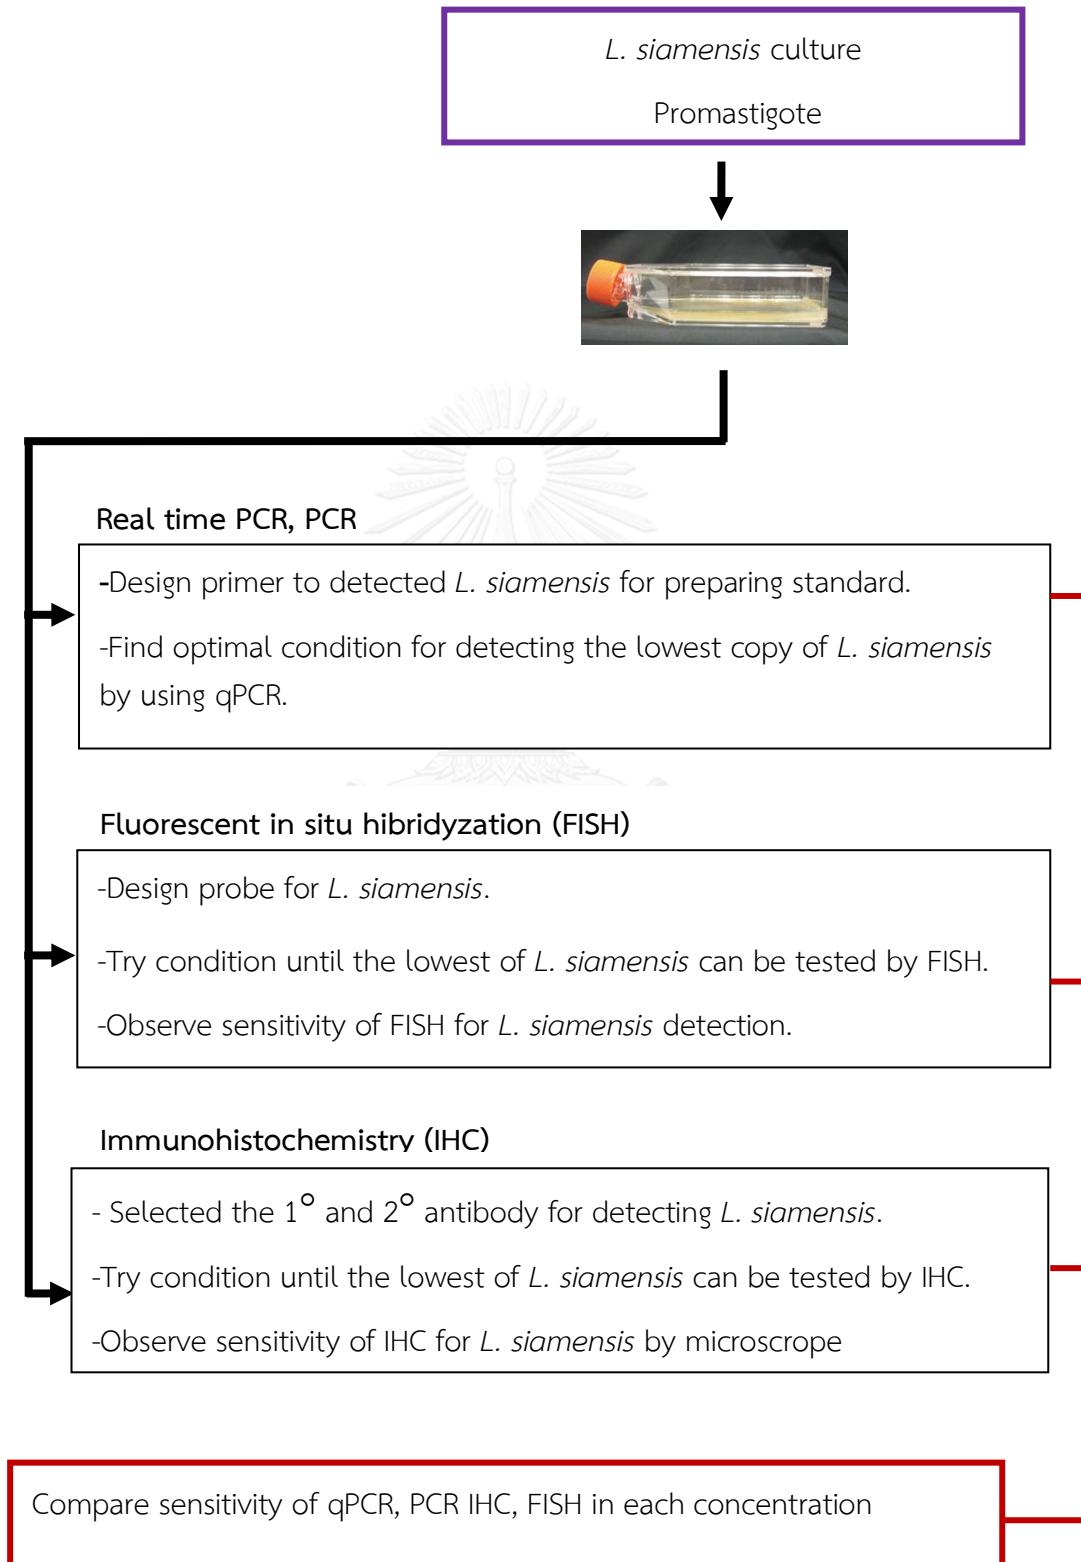 L. siamensis culture
Promastigote
Real time PCR, PCR
-Design primer to detected L. siamensis for preparing standard.
-Find optimal condition for detecting the lowest copy of L. siamensis
by using qPCR.
Fluorescent in situ hibridyzation (FISH)
-Design probe for L. siamensis.
-Try condition until the lowest of L. siamensis can be tested by FISH.
-Observe sensitivity of FISH for L. siamensis detection.
Immunohistochemistry (IHC)
- Selected the 1° and 2° antibody for detecting L. siamensis.
-Try condition until the lowest of L. siamensis can be tested by IHC.
-Observe sensitivity of IHC for L. siamensis by microscrope
Compare sensitivity of qPCR, PCR IHC, FISH in each concentration